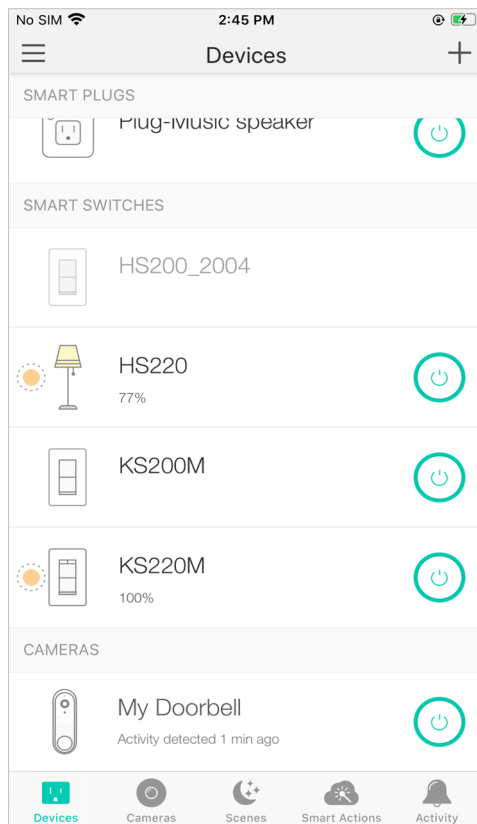 No SIM 2:45 PM
Devices
SMART PLUGS
Plug-Music speaker
SMART SWITCHES
HS200_2004
HS220
77%
KS200M
KS220M
100%
CAMERAS
My Doorbell
Activity detected 1 min ago
Devices Cameras Scenes Smart Actions Activity